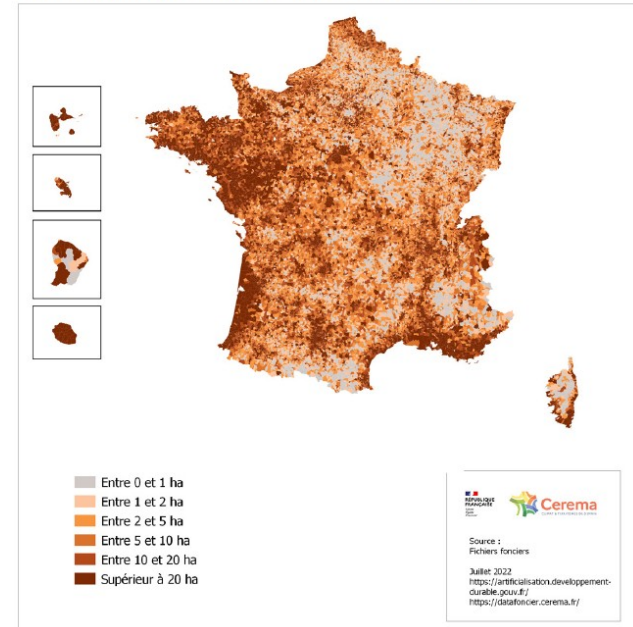 Entre 0 et 1 ha
Entre 1 et 2 ha
Entre 2 et 5 ha
Entre 5 et 10 ha
Entre 10 et 20 ha
Supérieur à 20 ha
RÉPUBLIQUE
FRANÇAISE
Cerema
Source :
Fichiers fonciers
Juillet 2022
https://artificialisation.developpement-
durable.gouv.fr/
https://datafoncier.cerema.fr/